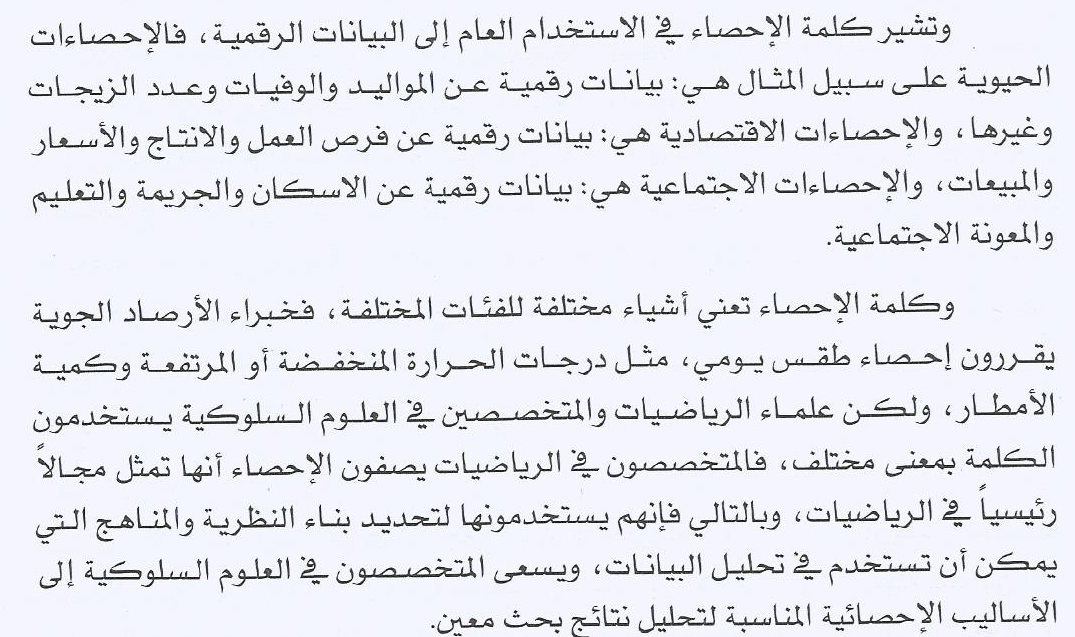 وتشير كلمة الإحصاء في الاستخدام العام إلى البيانات الرقمية، فالإحصاءات
الحيوية على سبيل المثال هي: بيانات رقمية عن المواليد والوفيات وعدد الزيجات
وغيرها، والإحصاءات الاقتصادية هي: بيانات رقمية عن فرص العمل والانتاج والأسعار
والمبيعات، والإحصاءات الاجتماعية هي: بيانات رقمية عن الاسكان والجريمة والتعليم
والمعونة الاجتماعية.
وكلمة الإحصاء تعني أشياء مختلفة للفئات المختلفة، فخبراء الأرصاد الجوية
يقررون إحصاء طقس يومي، مثل درجات الحرارة المنخفضة أو المرتفعة وكمية
الأمطار، ولكن علماء الرياضيات والمتخصصين في العلوم السلوكية يستخدمون
الكلمة بمعنى مختلف، فالمتخصصون في الرياضيات يصفون الإحصاء أنها تمثل مجالاً
رئيسياً في الرياضيات، وبالتالي فإنهم يستخدمونها لتحديد بناء النظرية والمناهج التي
يمكن أن تستخدم في تحليل البيانات، ويسعى المتخصصون في العلوم السلوكية إلى
الأساليب الإحصائية المناسبة لتحليل نتائج بحث معين.